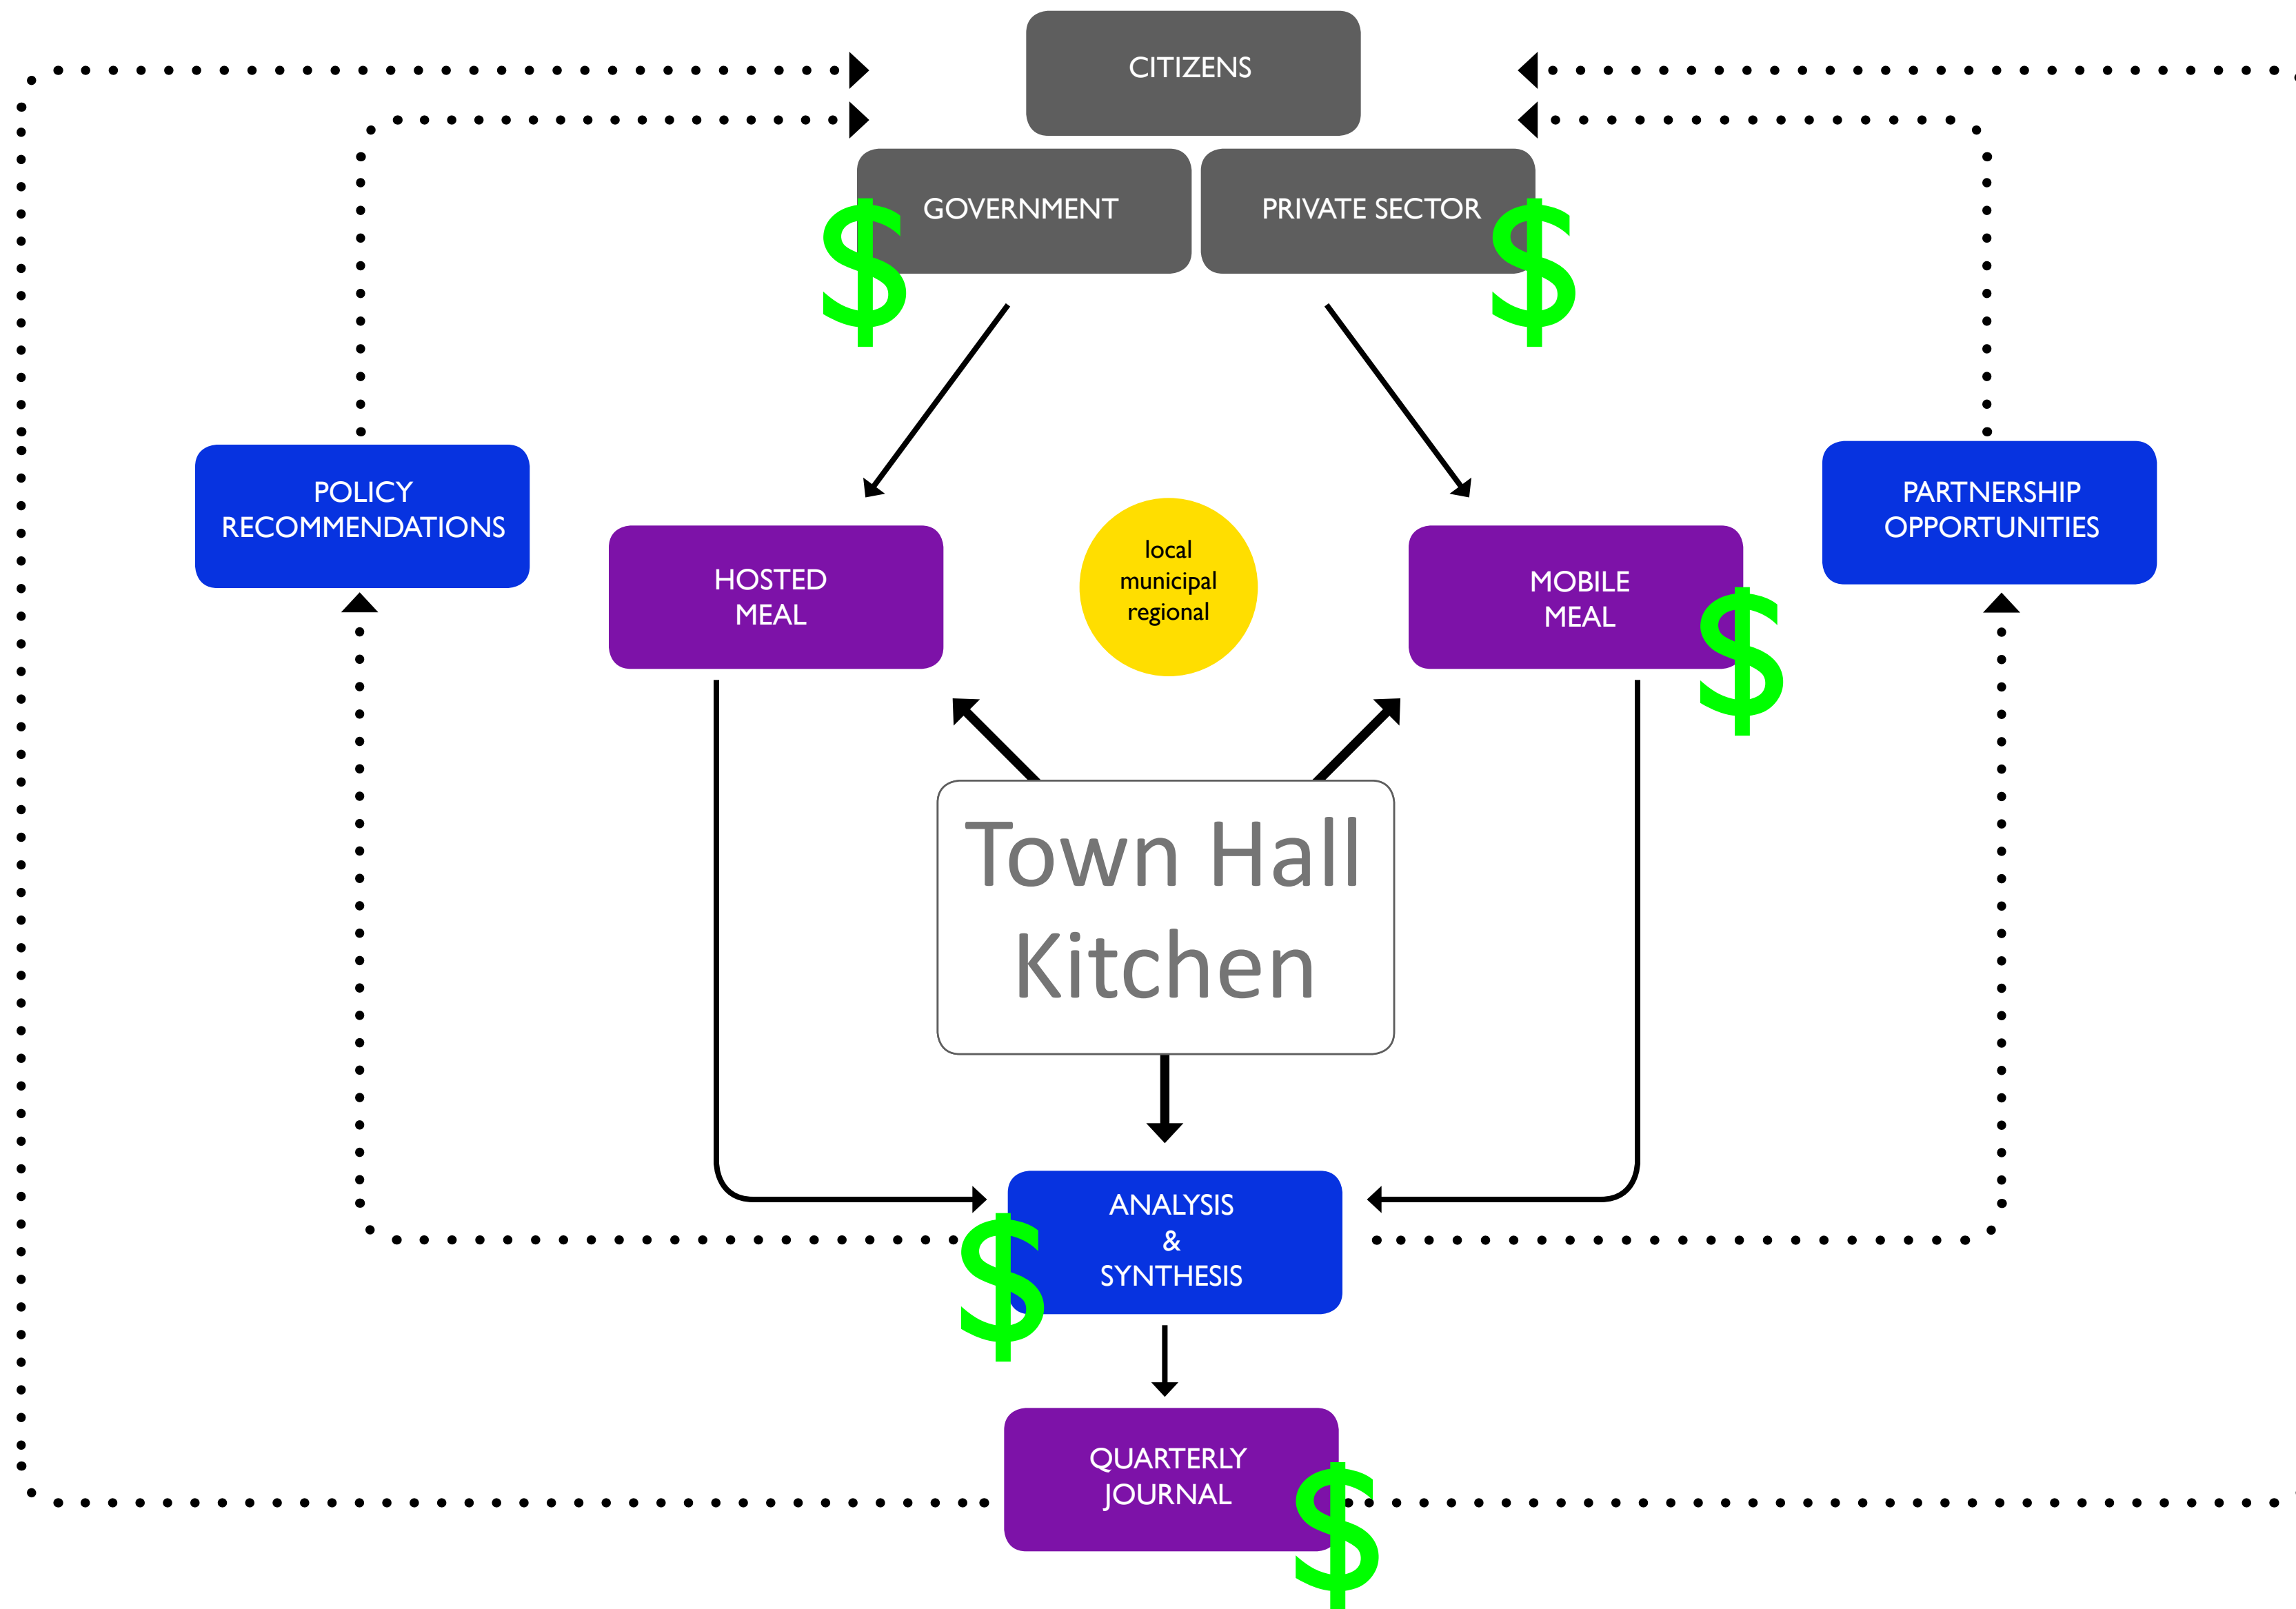 CITIZENS
GOVERNMENT
PRIVATE SECTOR
$
$
POLICY
RECOMMENDATIONS
PARTNERSHIP
OPPORTUNITIES
HOSTED
MEAL
local
municipal
regional
MOBILE
MEAL
$
Town Hall
Kitchen
ANALYSIS
&
SYNTHESIS
$
QUARTERLY
JOURNAL
$